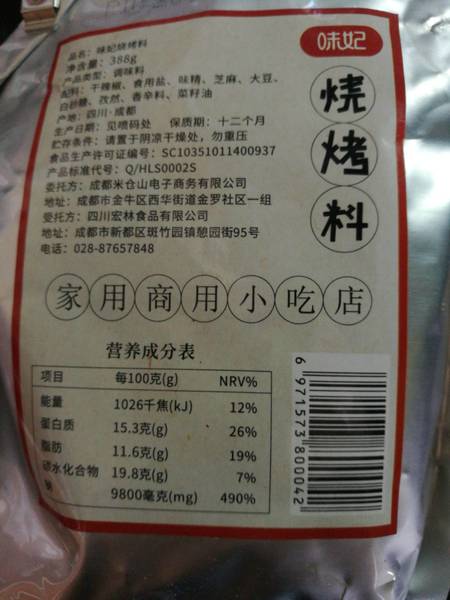 味妃
烧烤料
品名：味妃烧烤料
净含量：388g
产品类型：调味料
配料：干辣椒、食用盐、味精、芝麻、大豆、
白砂糖、孜然、香辛料、菜籽油
产地：四川·成都
生产日期：见喷码处 保质期：十二个月
贮存条件：请置于阴凉干燥处，勿重压
食品生产许可证编号：SC10351011400937
产品标准代号：Q/HLS0002S
委托方：成都米仓山电子商务有限公司
地址：成都市金牛区西华街道金罗社区一组
受托方：四川宏林食品有限公司
地址：成都市新都区斑竹园镇憩园街95号
电话：028-87657848
家用商用小吃店
营养成分表
项目 每100克(g) NRV%
能量 1026千焦(kJ) 12%
蛋白质 15.3克(g) 26%
脂肪 11.6克(g) 19%
碳水化合物 19.8克(g) 7%
9800毫克(mg) 490%
6 971573 800042